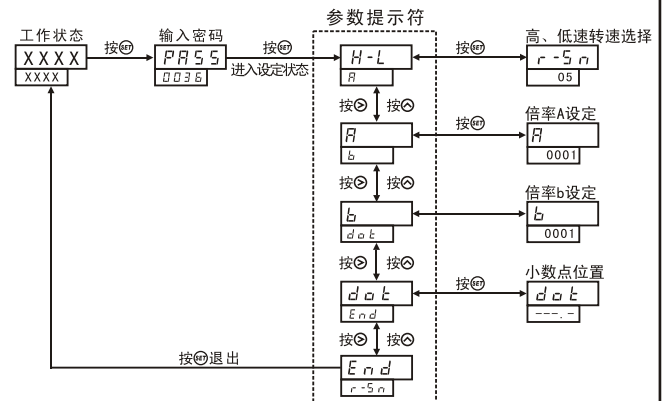 参数提示符
工作状态
输入密码
高、低速转速选择
XXXX
按SET
PASS
按SET
H-L
按SET
r-Sn
XXXX
0036
进入设定状态
A
05
按>
按∧
倍率A设定
A
按SET
A
b
0001
按>
按∧
倍率b设定
b
b
dot
0001
按>
按∧
小数点位置
dot
按SET
dot
End
---.-
按>
按∧
按SET退出
End
r-Sn